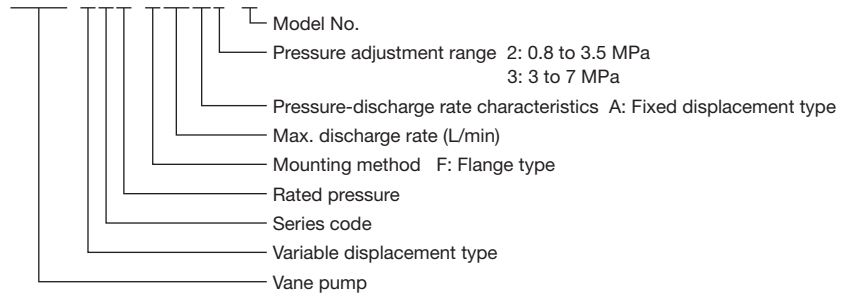 Model No.
Pressure adjustment range 2: 0.8 to 3.5 MPa
3: 3 to 7 MPa
Pressure-discharge rate characteristics A: Fixed displacement type
Max. discharge rate (L/min)
Mounting method F: Flange type
Rated pressure
Series code
Variable displacement type
Vane pump